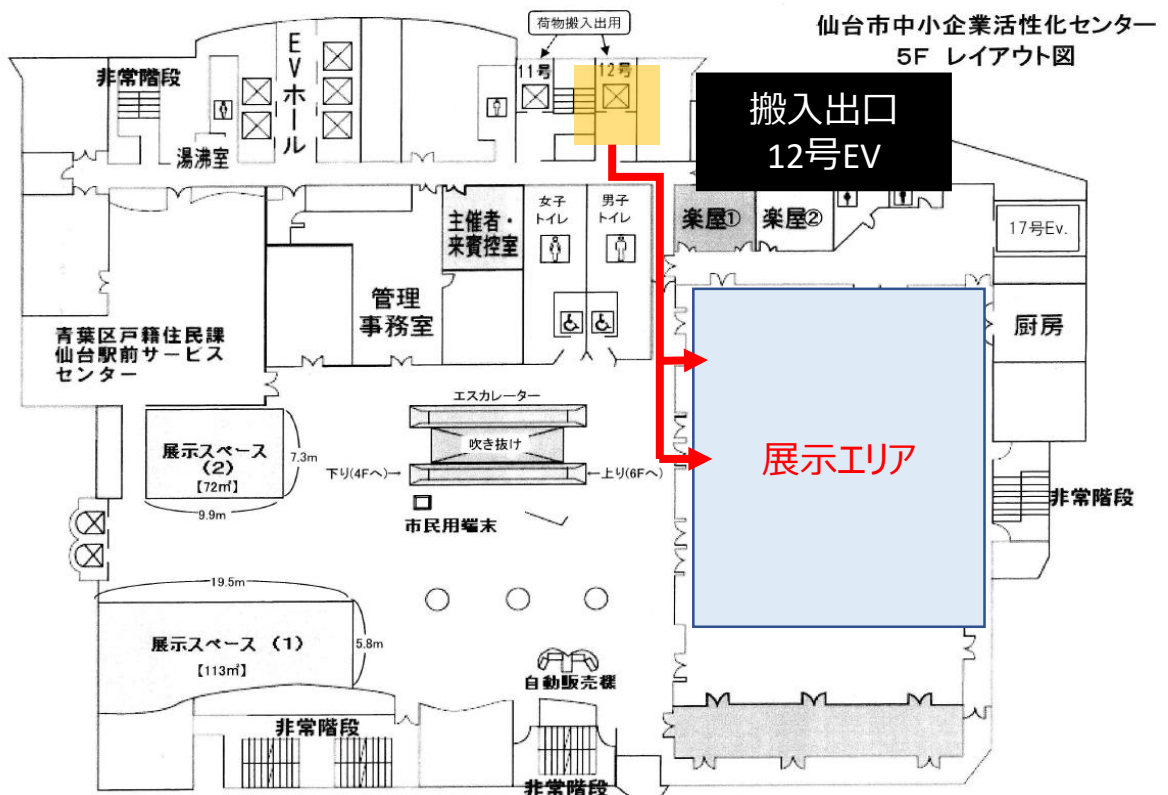 仙台市中小企業活性化センター
5F レイアウト図
荷物搬入出用
11号
12号
非常階段
EVホール
湯沸室
搬入出口
12号EV
主催者・
来賓控室
女子
トイレ
男子
トイレ
楽屋①
楽屋②
17号Ev.
管理
事務室
厨房
青葉区戸籍住民課
仙台駅前サービス
センター
エスカレーター
吹き抜け
下り(4Fへ)→
←上り(6Fへ)
展示スペース
(2)
【72㎡】
7.3m
9.9m
市民用端末
展示エリア
非常階段
19.5m
展示スペース (1)
【113㎡】
5.8m
自動販売機
非常階段
非常階段